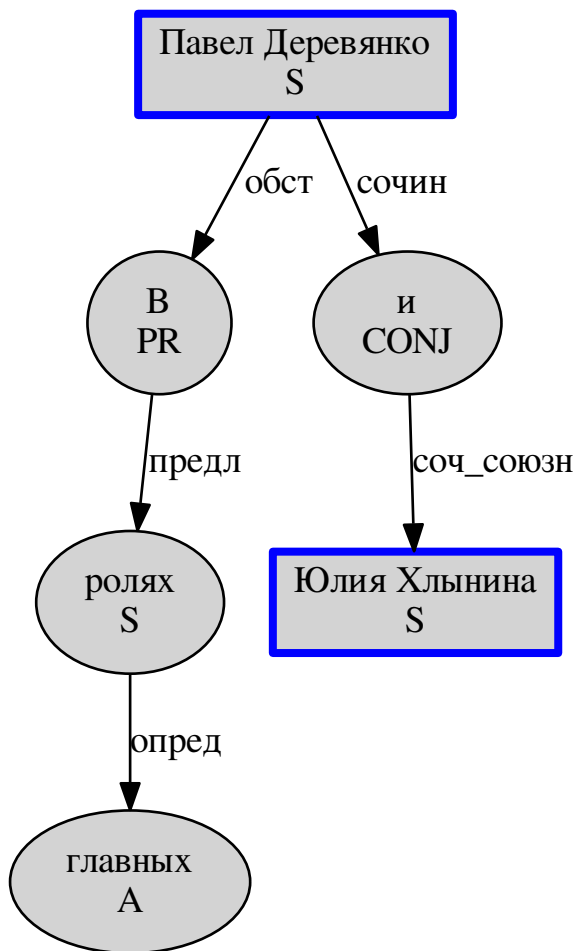 Павел Деревянко
S
обст
сочин
В
PR
и
CONJ
предл
соч_союзн
ролях
S
Юлия Хлынина
S
опред
главных
A